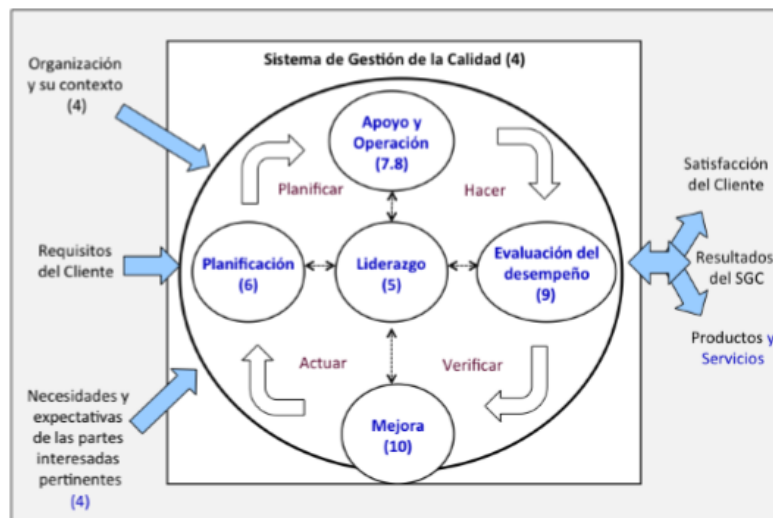 Sistema de Gestión de la Calidad (4)
Organización
y su contexto
(4)
Requisitos
del Cliente
Necesidades y
expectativas
de las partes
interesadas
pertinentes
(4)
Apoyo y
Operación
(7.8)
Planificar
Hacer
Planificación
(6)
Liderazgo
(5)
Evaluación del
desempeño
(9)
Actuar
Verificar
Mejora
(10)
Satisfacción
del Cliente
Resultados
del SGC
Productos y
Servicios